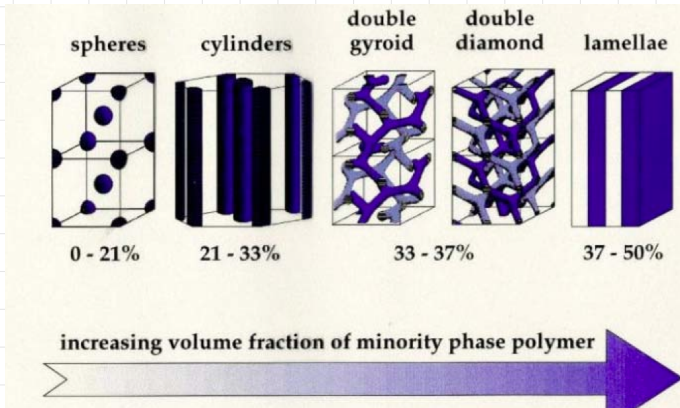 spheres
cylinders
double
gyroid
double
diamond
lamellae
0 - 21%
21 - 33%
33 - 37%
37 - 50%
increasing volume fraction of minority phase polymer